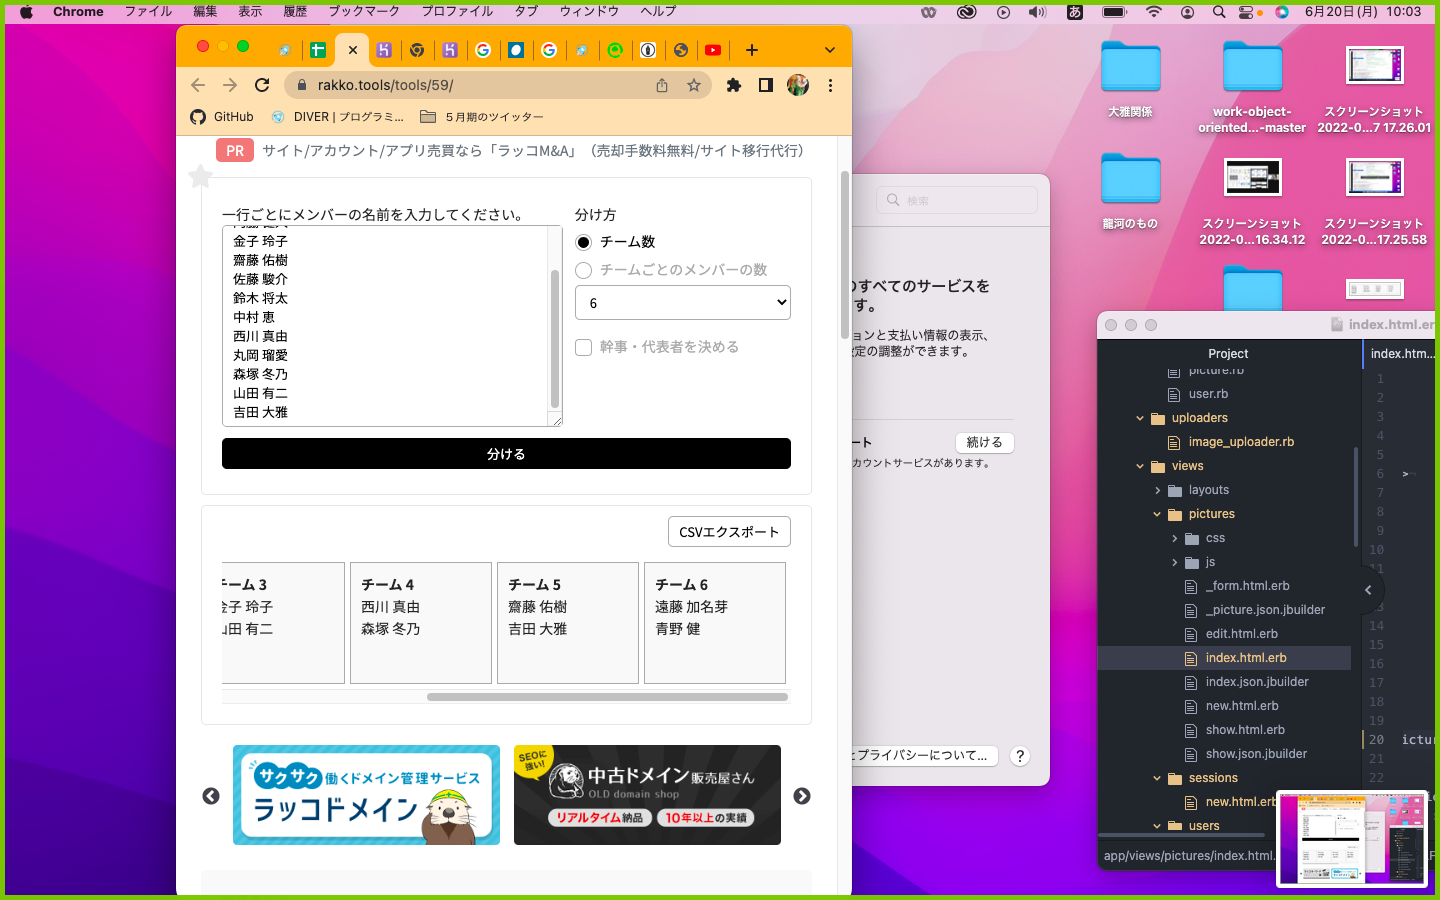 Chrome ファイル 編集 表示 履歴 ブックマーク プロファイル タブ ウィンドウ ヘルプ
あ
6月20日(月) 10:03
rakko.tools/tools/59/
GitHub
DIVER | プログラミ...
５月期のツイッター
PR サイト/アカウント/アプリ売買なら「ラッコM&A」（売却手数料無料/サイト移行代行）
一行ごとにメンバーの名前を入力してください。
金子 玲子
齋藤 佑樹
佐藤 駿介
鈴木 将太
中村 恵
西川 真由
丸岡 瑠愛
森塚 冬乃
山田 有二
吉田 大雅
分け方
チーム数
チームごとのメンバーの数
6
幹事・代表者を決める
分ける
CSVエクスポート
チーム 3
金子 玲子
山田 有二
チーム 4
西川 真由
森塚 冬乃
チーム 5
齋藤 佑樹
吉田 大雅
チーム 6
遠藤 加名芽
青野 健
サクサク働くドメイン管理サービス
ラッコドメイン
SEOに
強い!
中古ドメイン販売屋さん
OLD domain shop
リアルタイム納品
10年以上の実績
検索
のすべてのサービスを
す。
ョンと支払い情報の表示、
設定の調整ができます。
ート
続ける
カウントサービスがあります。
とプライバシーについて...
?
大雅関係
work-object-
oriented...-master
スクリーンショット
2022-0...7 17.26.01
龍河のもの
スクリーンショット
2022-0...16.34.12
スクリーンショット
2022-0...17.25.58
index.html.er
Project
index.htm...
picture.rb
user.rb
uploaders
image_uploader.rb
views
layouts
pictures
css
js
_form.html.erb
_picture.json.jbuilder
edit.html.erb
index.html.erb
index.json.jbuilder
new.html.erb
show.html.erb
show.json.jbuilder
sessions
new.html.erb
users
app/views/pictures/index.html.
1
2
3
4
5
6 >
7
8
9
10
11
14
15
16
17
18
19
20 ictur
21
22